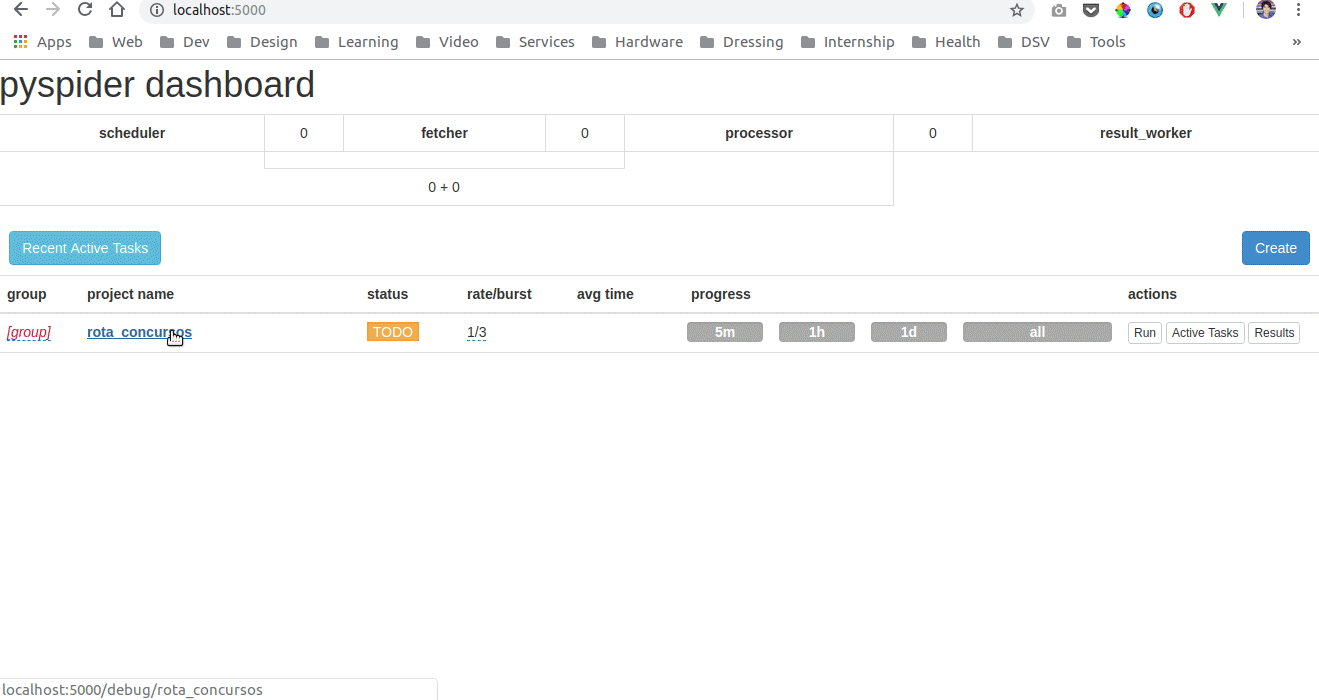 localhost:5000
Apps Web Dev Design Learning Video Services Hardware Dressing Internship Health DSV Tools »
pyspider dashboard
scheduler 0 fetcher 0 processor 0 result_worker
0 + 0
Recent Active Tasks Create
group project name status rate/burst avg time progress actions
[group] rota_concursos TODO 1/3 5m 1h 1d all Run Active Tasks Results
localhost:5000/debug/rota_concursos